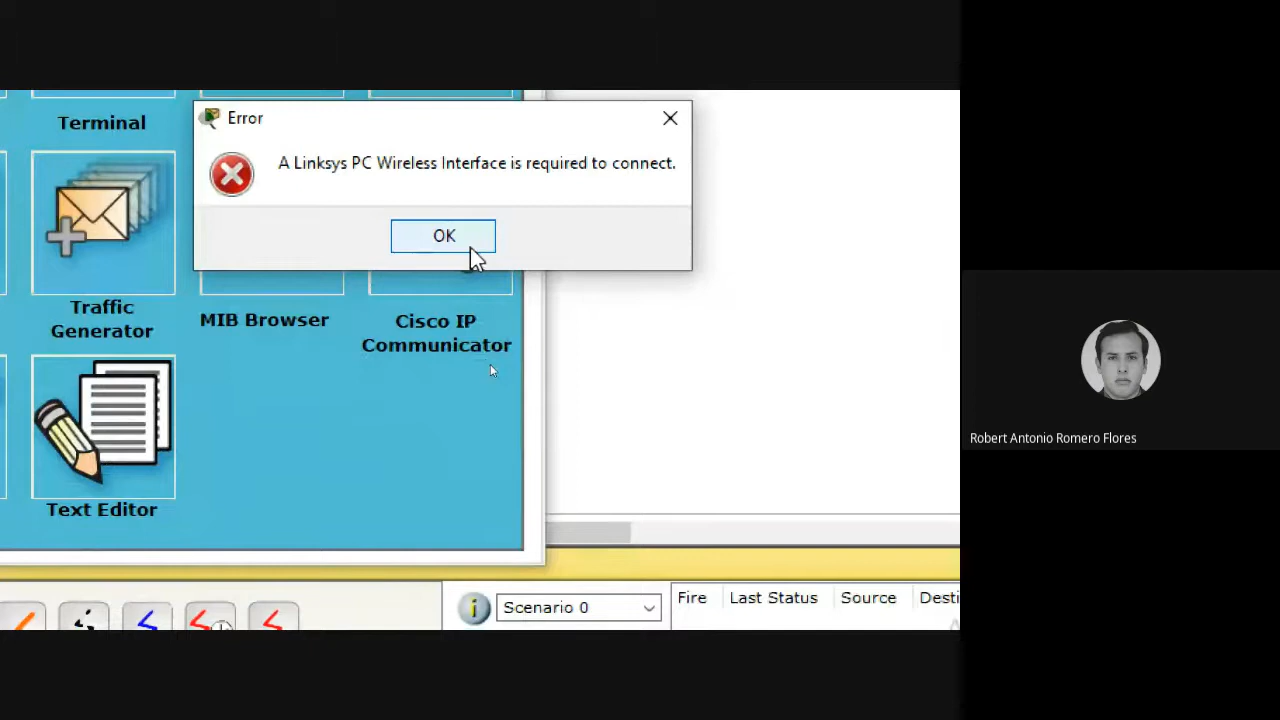 Error
A Linksys PC Wireless Interface is required to connect.
OK
Terminal
Traffic
Generator
MIB Browser
Cisco IP
Communicator
Text Editor
Robert Antonio Romero Flores
Scenario 0
Fire Last Status Source Desti